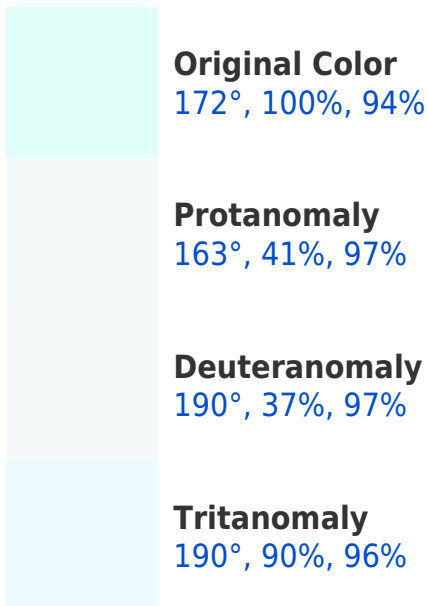 Original Color
172°, 100%, 94%
Protanomaly
163°, 41%, 97%
Deuteranomaly
190°, 37%, 97%
Tritanomaly
190°, 90%, 96%